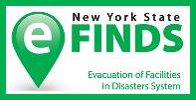 New York State
e FINDS
Evacuation of Facilities
in Disasters System